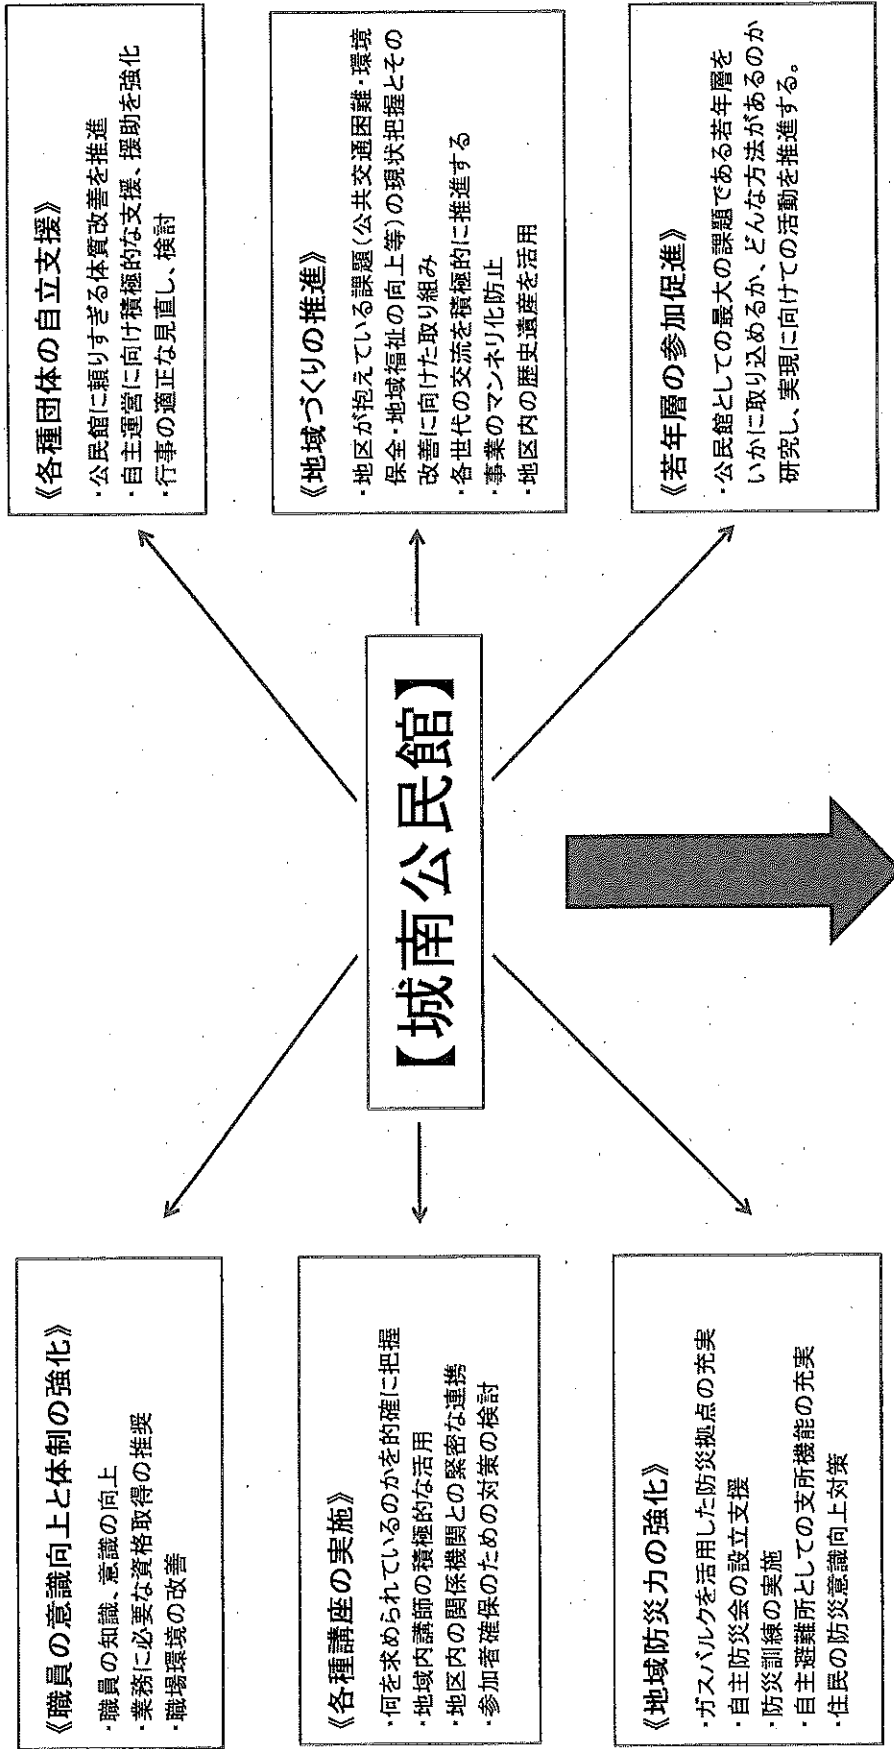 《職員の意識向上と体制の強化》
・職員の知識、意識の向上
・業務に必要な資格取得の推奨
・職場環境の改善
《各種団体の自立支援》
・公民館に頼りすぎる体質改善を推進
・自主運営に向け積極的な支援、援助を強化
・行事の適正な見直し、検討
《各種講座の実施》
・何を求められているのかを的確に把握
・地域内講師の積極的な活用
・地区内の関係機関との緊密な連携
・参加者確保のための対策の検討
【城南公民館】
《地域づくりの推進》
・地区が抱えている課題(公共交通困難・環境
保全・地域福祉の向上等)の現状把握とその
改善に向けた取り組み
・各世代の交流を積極的に推進する
・事業のマンネリ化防止
・地区内の歴史遺産を活用
《地域防災力の強化》
・ガスバルクを活用した防災拠点の充実
・自主防災会の設立支援
・防災訓練の実施
・自主避難所としての支所機能の充実
・住民の防災意識向上対策
《若年層の参加促進》
・公民館としての最大の課題である若年層を
いかに取り込めるか、どんな方法があるのか
研究し、実現に向けての活動を推進する。